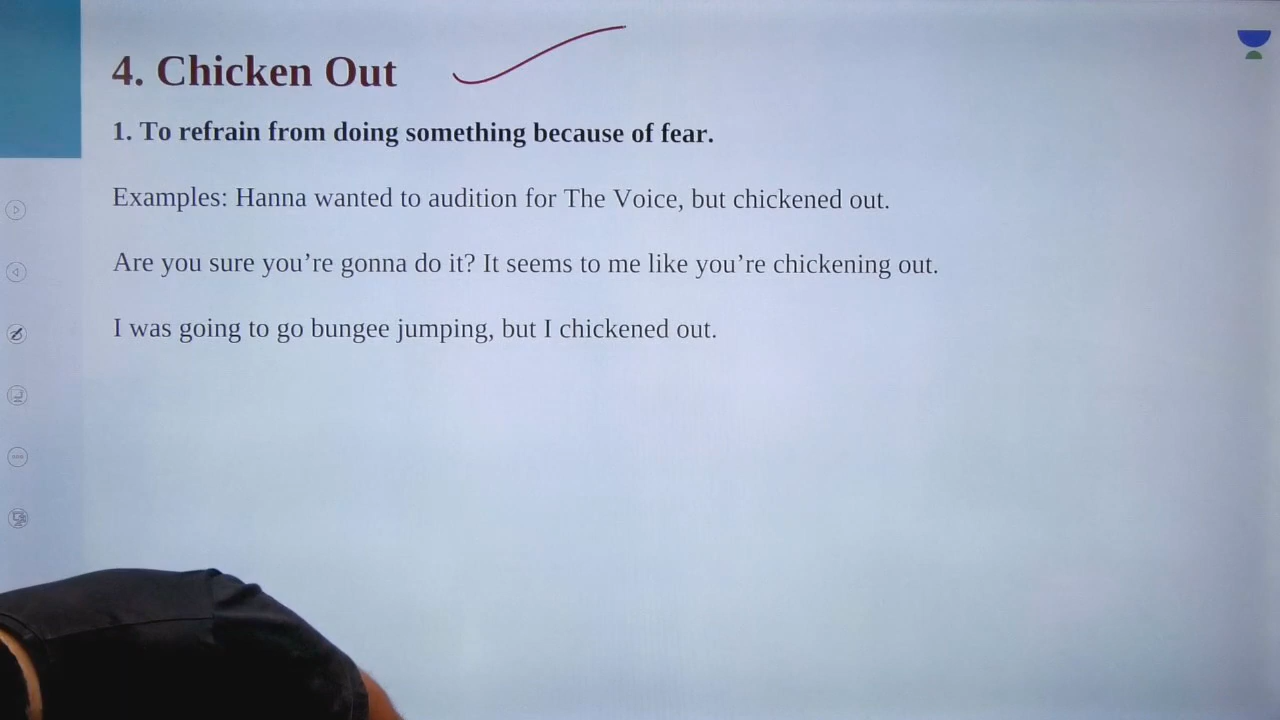 4. Chicken Out
1. To refrain from doing something because of fear.
Examples: Hanna wanted to audition for The Voice, but chickened out.
Are you sure you’re gonna do it? It seems to me like you’re chickening out.
I was going to go bungee jumping, but I chickened out.